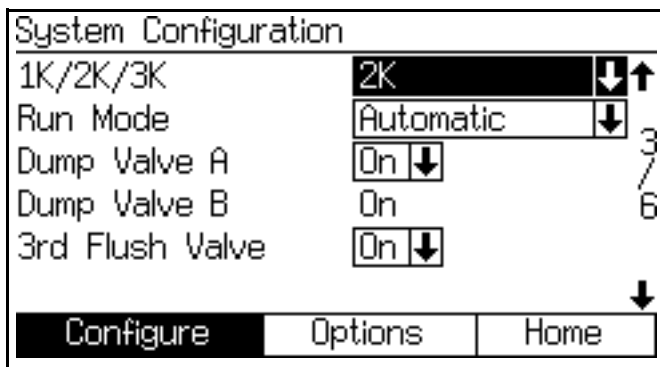 System Configuration
1K/2K/3K 2K
Run Mode Automatic
Dump Valve A On
Dump Valve B On
3rd Flush Valve On
3/6
Configure Options Home